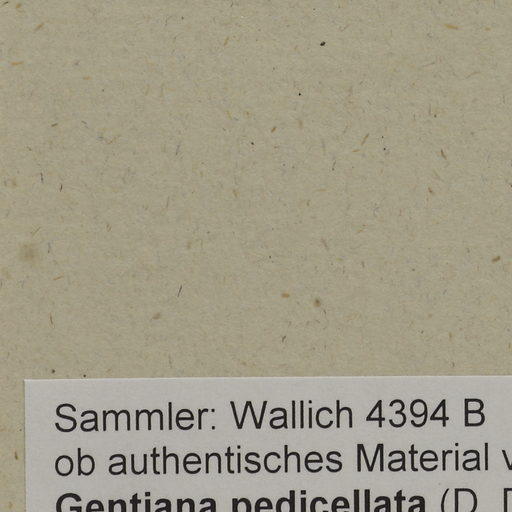 Sammler: Wallich 4394 B
ob authentisches Material
Gentiana pedicellata (D.